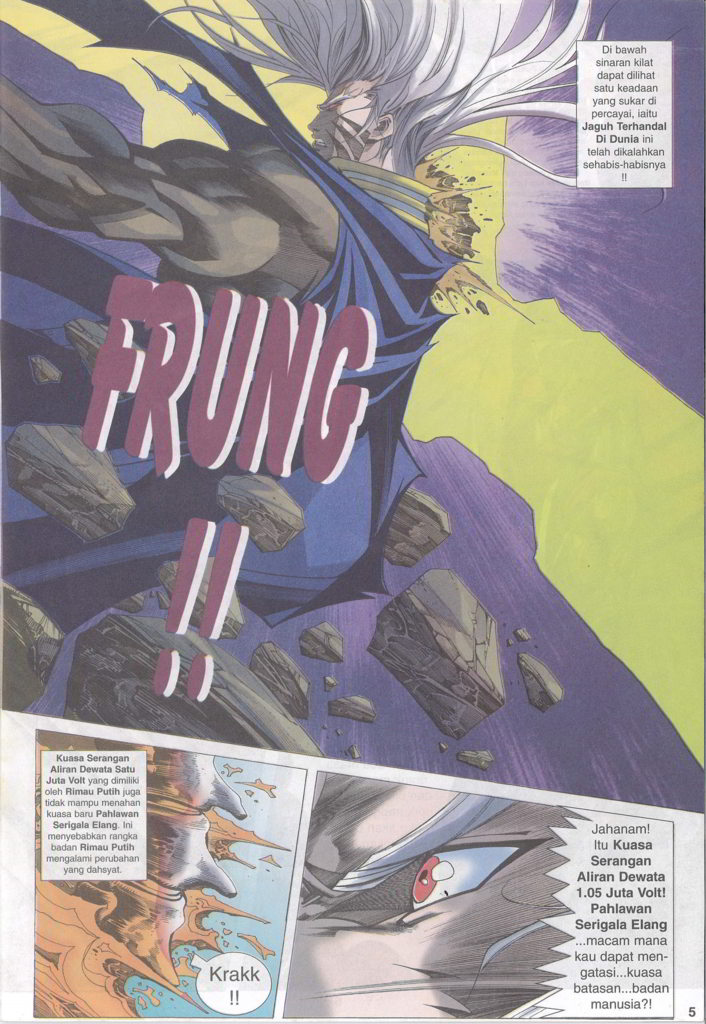 Di bawah
sinaran kilat
dapat dilihat
satu keadaan
yang sukar di
percayai, iaitu
Jaguh Terhandal
Di Dunia ini
telah dikalahkan
sehabis-habisnya
!!
FRUNG
!!
Kuasa Serangan
Aliran Dewata Satu
Juta Volt yang dimiliki
oleh Rimau Putih juga
tidak mampu menahan
kuasa baru Pahlawan
Serigala Elang. Ini
menyebabkan rangka
badan Rimau Putih
mengalami perubahan
yang dahsyat.
Krakk
!!
Jahanam!
Itu Kuasa
Serangan
Aliran Dewata
1.05 Juta Volt!
Pahlawan
Serigala Elang
...macam mana
kau dapat men-
gatasi...kuasa
batasan...badan
manusia?!
5